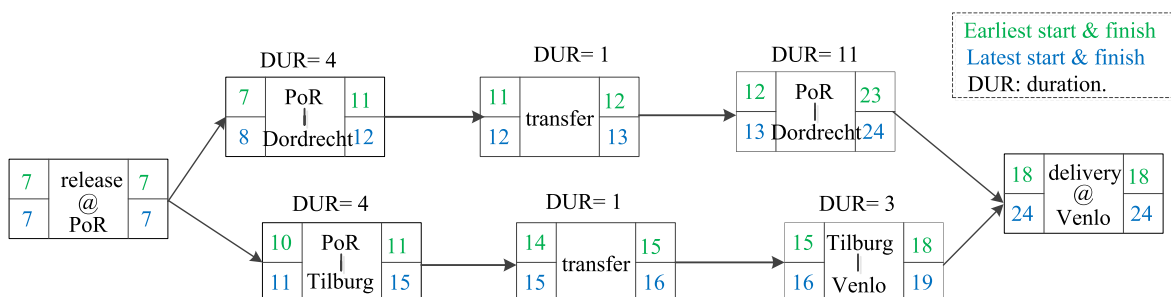 Earliest start & finish
Latest start & finish
DUR: duration.
DUR= 4
7 PoR 11
8 Dordrecht 12
DUR= 1
11 transfer 12
12 13
DUR= 11
12 PoR 23
13 Dordrecht 24
7 release 7
@
7 PoR 7
DUR= 4
10 PoR 11
11 Tilburg 15
DUR= 1
14 transfer 15
15 16
DUR= 3
15 Tilburg 18
16 Venlo 19
18 delivery 18
@
24 Venlo 24